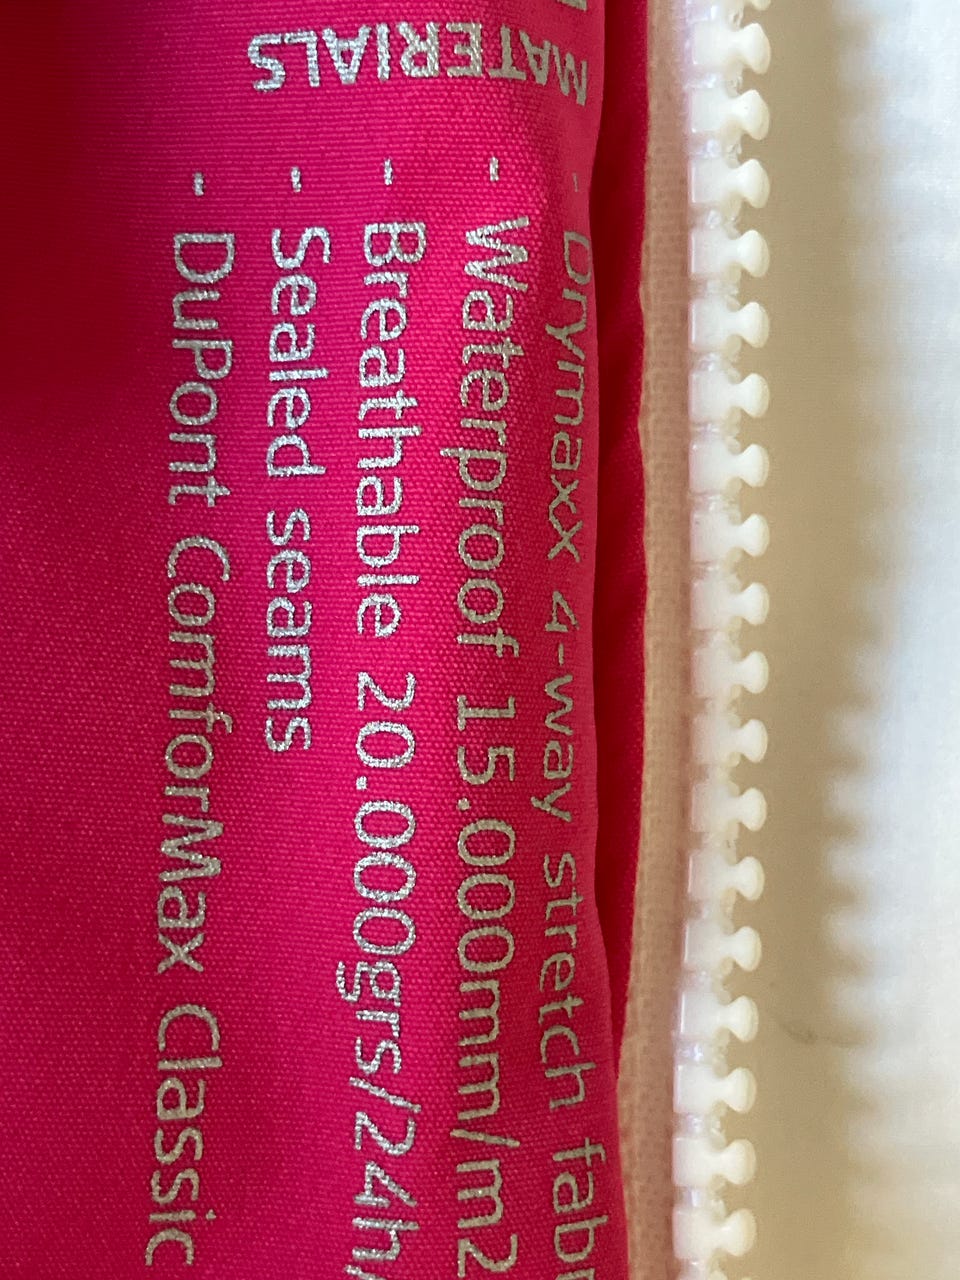 MATERIALS
- Drymaxx 4-way stretch
- Waterproof 15.000mm/m2
- Breathable 20.000grs/24h/
- Sealed seams
- DuPont ComforMax Classic